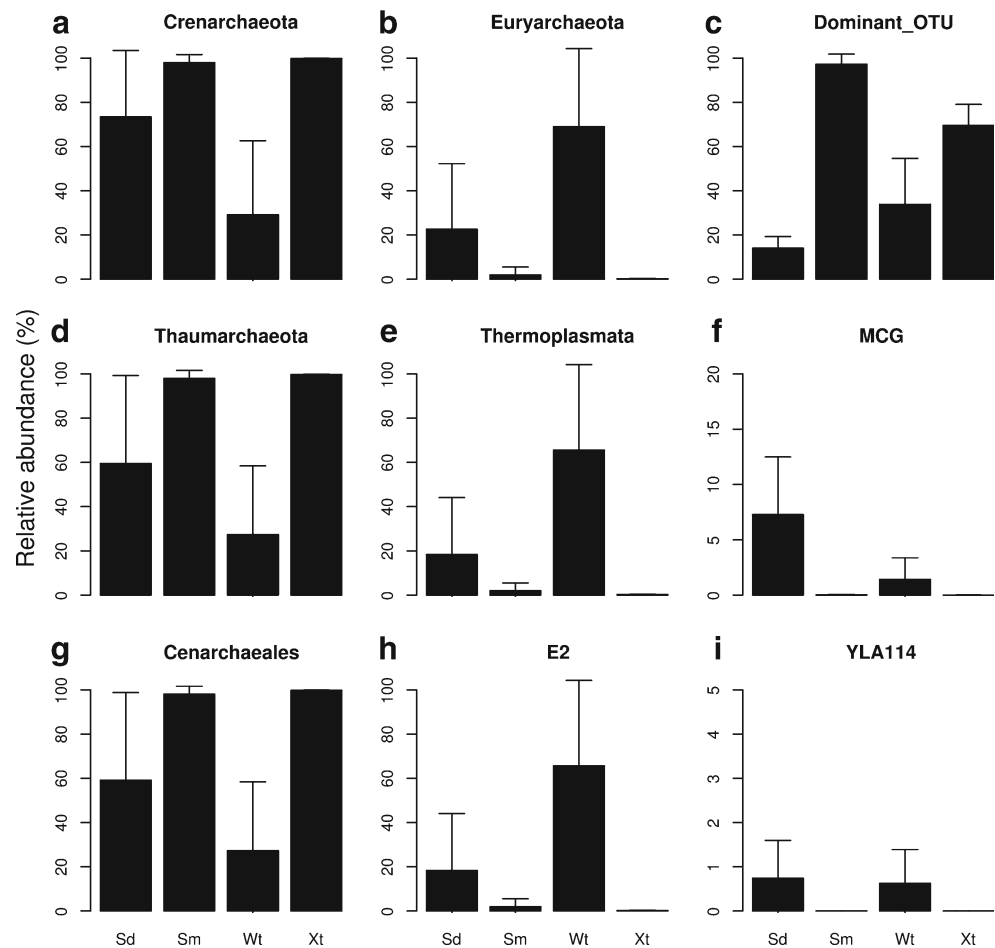 a Crenarchaeota
b Euryarchaeota
c Dominant_OTU
0 20 40 60 80 100
0 20 40 60 80 100
0 20 40 60 80 100
Relative abundance (%)
d Thaumarchaeota
e Thermoplasmata
f MCG
0 20 40 60 80 100
0 20 40 60 80 100
0 5 10 15 20
g Cenarchaeales
h E2
i YLA114
0 20 40 60 80 100
0 20 40 60 80 100
0 1 2 3 4 5
Sd Sm Wt Xt
Sd Sm Wt Xt
Sd Sm Wt Xt